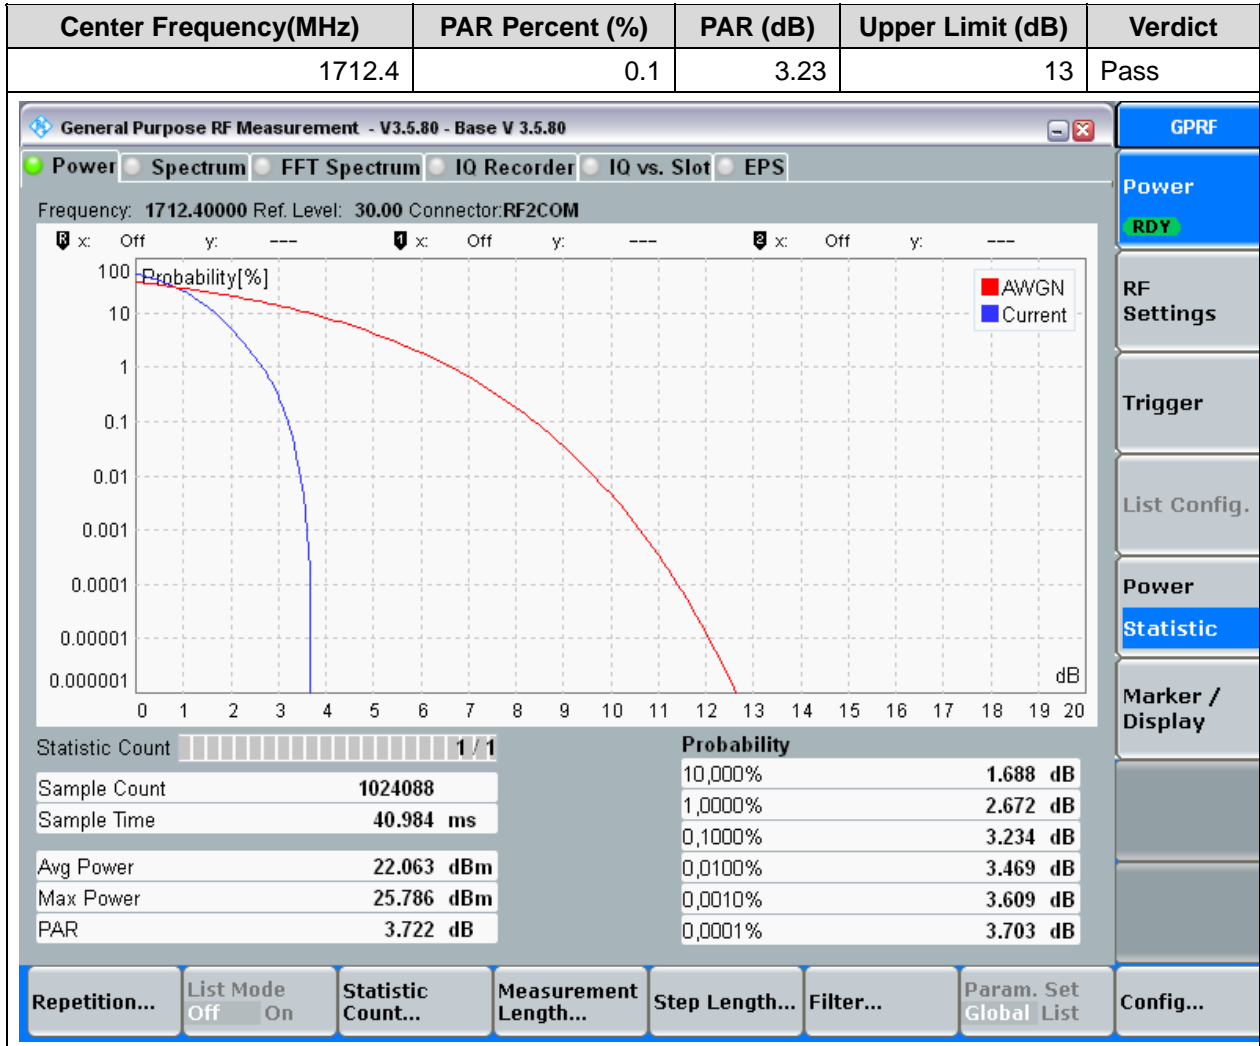 Center Frequency(MHz) PAR Percent (%) PAR (dB) Upper Limit (dB) Verdict
1712.4 0.1 3.23 13 Pass
General Purpose RF Measurement - V3.5.80 - Base V 3.5.80
GPRF
Power Spectrum FFT Spectrum IQ Recorder IQ vs. Slot EPS
Frequency: 1712.40000 Ref. Level: 30.00 Connector:RF2COM
R x: Off y: --- 1 x: Off y: --- 2 x: Off y: ---
Probability[%]
AWGN
Current
100
10
1
0.1
0.01
0.001
0.0001
0.00001
0.000001
dB
0 1 2 3 4 5 6 7 8 9 10 11 12 13 14 15 16 17 18 19 20
Statistic Count 1 / 1
Sample Count 1024088
Sample Time 40.984 ms
Avg Power 22.063 dBm
Max Power 25.786 dBm
PAR 3.722 dB
Probability
10,000% 1.688 dB
1,0000% 2.672 dB
0,1000% 3.234 dB
0,0100% 3.469 dB
0,0010% 3.609 dB
0,0001% 3.703 dB
Power
RDY
RF
Settings
Trigger
List Config.
Power
Statistic
Marker /
Display
Repetition...
List Mode
Off On
Statistic
Count...
Measurement
Length...
Step Length...
Filter...
Param. Set
Global List
Config...